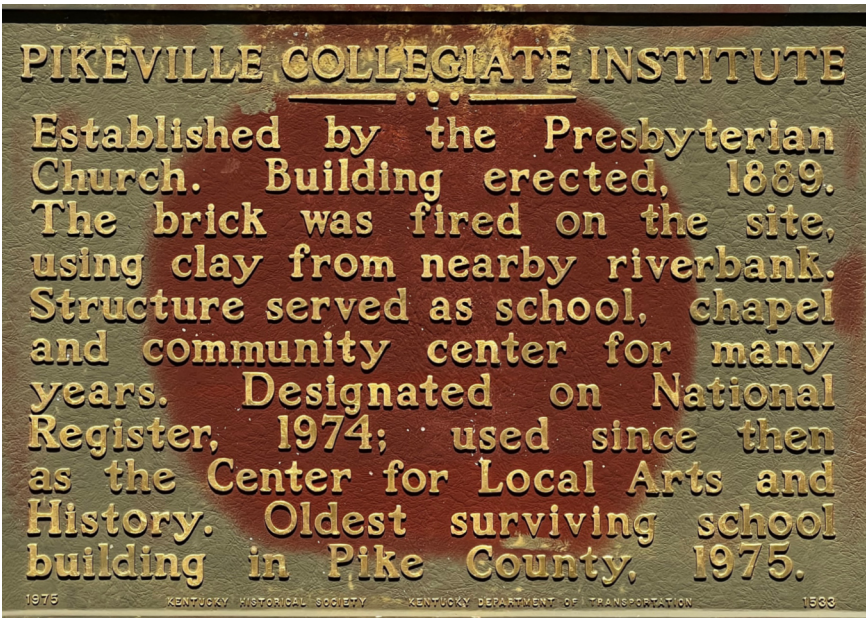 PIKEVILLE COLLEGIATE INSTITUTE
Established by the Presbyterian
Church. Building erected, 1889.
The brick was fired on the site,
using clay from nearby riverbank.
Structure served as school, chapel
and community center for many
years. Designated on National
Register, 1974; used since then
as the Center for Local Arts and
History. Oldest surviving school
building in Pike County, 1975.
1975 KENTUCKY HISTORICAL SOCIETY KENTUCKY DEPARTMENT OF TRANSPORTATION 1533